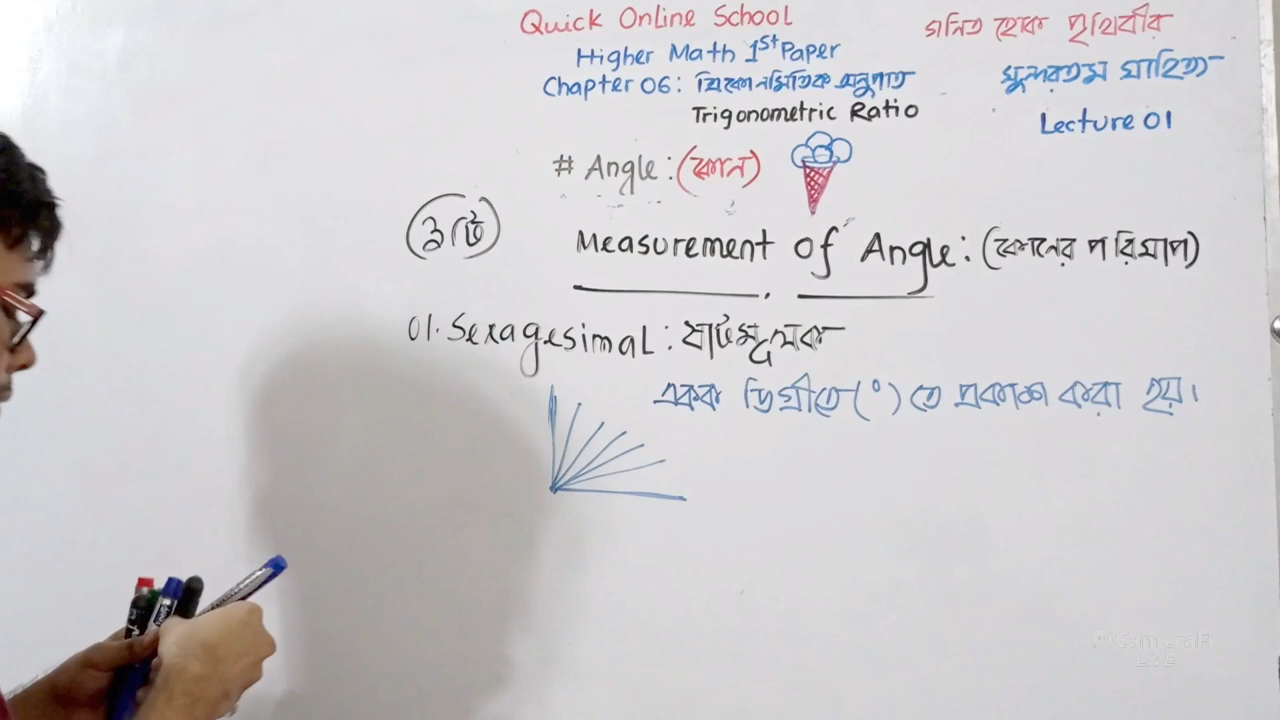 Quick Online School
Higher Math 1st Paper
Chapter 06: ত্রিকোনমিতিক অনুপাত
Trigonometric Ratio
গনিত হোক পৃথিবীর
সুন্দরতম সাহিত্য
Lecture 01
# Angle: (কোন)
৩টি
Measurement of Angle: (কোনের পরিমাপ)
01. Sexagesimal: ষাটমূলক
একক ডিগ্রীতে (°) তে প্রকাশ করা হয়।